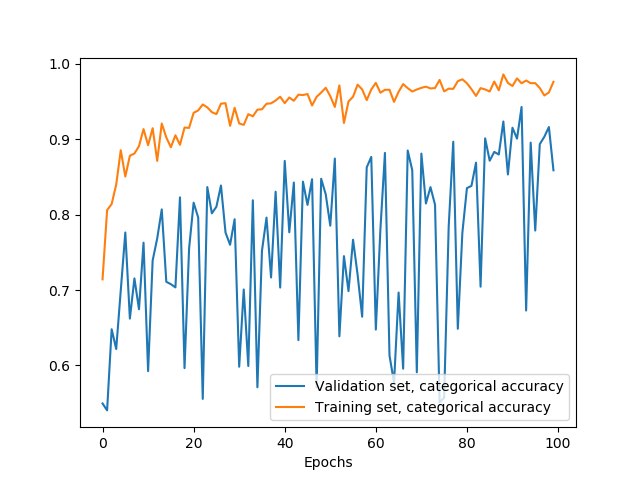 1.0
0.9
0.8
0.7
0.6
Validation set, categorical accuracy
Training set, categorical accuracy
0 20 40 60 80 100
Epochs